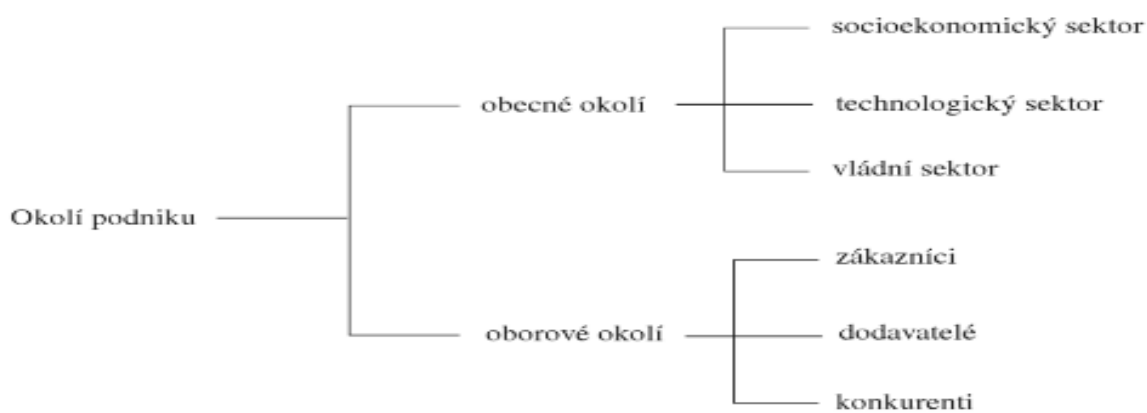 socioekonomický sektor
obecné okolí
technologický sektor
vládní sektor
Okolí podniku
zákazníci
oborové okolí
dodavatelé
konkurenti